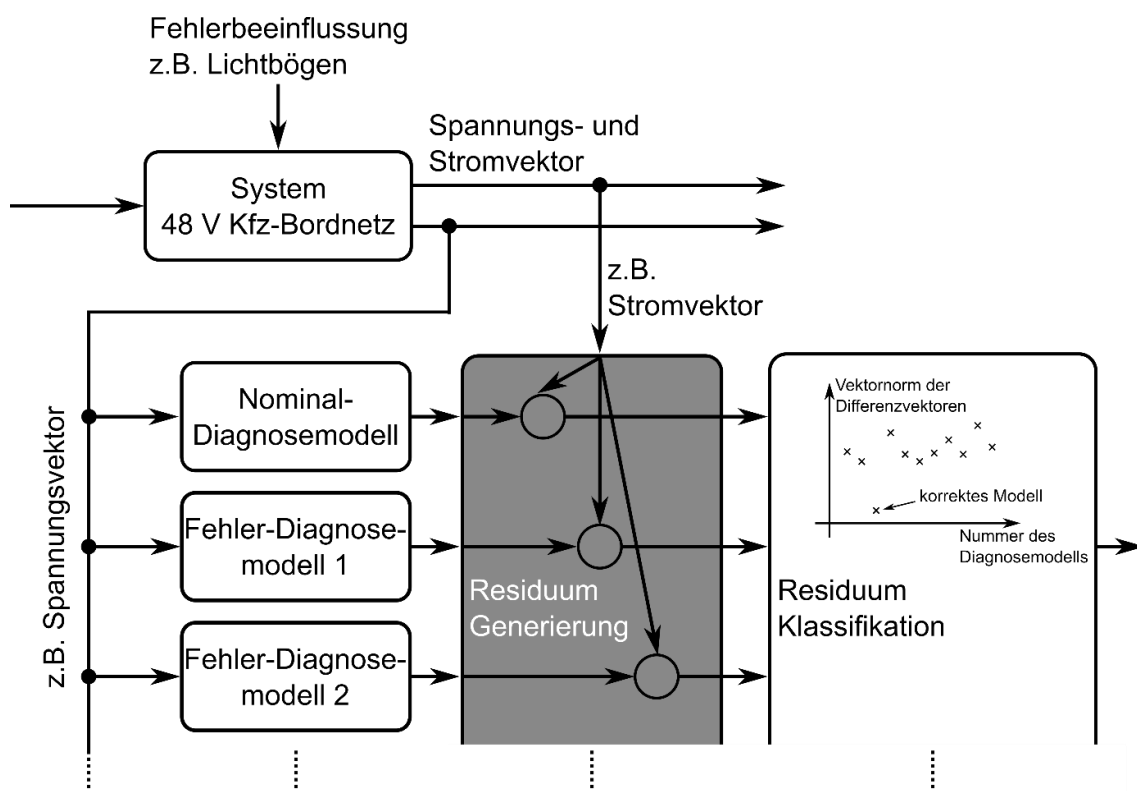 Fehlerbeeinflussung
z.B. Lichtbögen
Spannungs- und
Stromvektor
System
48 V Kfz-Bordnetz
z.B.
Stromvektor
z.B. Spannungsvektor
Nominal-
Diagnosemodell
Fehler-Diagnose-
modell 1
Fehler-Diagnose-
modell 2
Residuum
Generierung
Vektornorm der
Differenzvektoren
korrektes Modell
Nummer des
Diagnosemodells
Residuum
Klassifikation